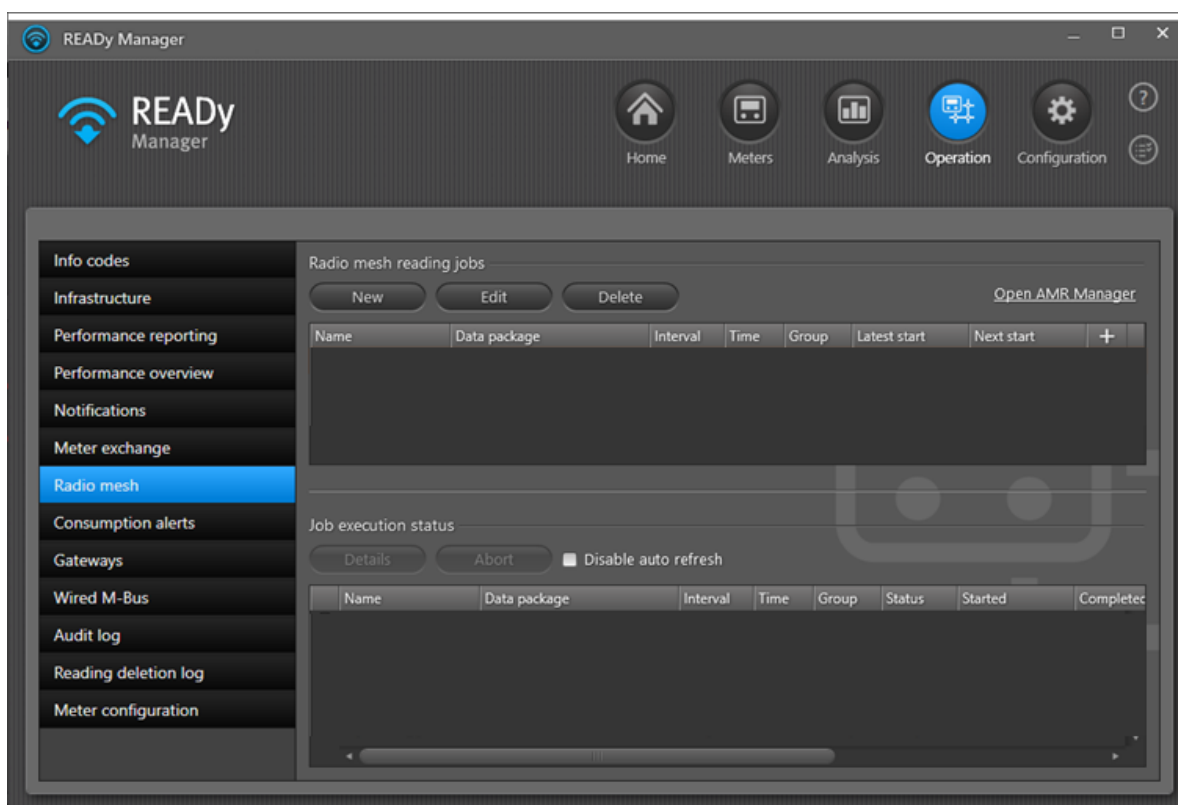 READy Manager
READy
Manager
Home Meters Analysis Operation Configuration
?
Info codes
Infrastructure
Performance reporting
Performance overview
Notifications
Meter exchange
Radio mesh
Consumption alerts
Gateways
Wired M-Bus
Audit log
Reading deletion log
Meter configuration
Radio mesh reading jobs
New Edit Delete Open AMR Manager
Name Data package Interval Time Group Latest start Next start +
Job execution status
Details Abort Disable auto refresh
Name Data package Interval Time Group Status Started Completed